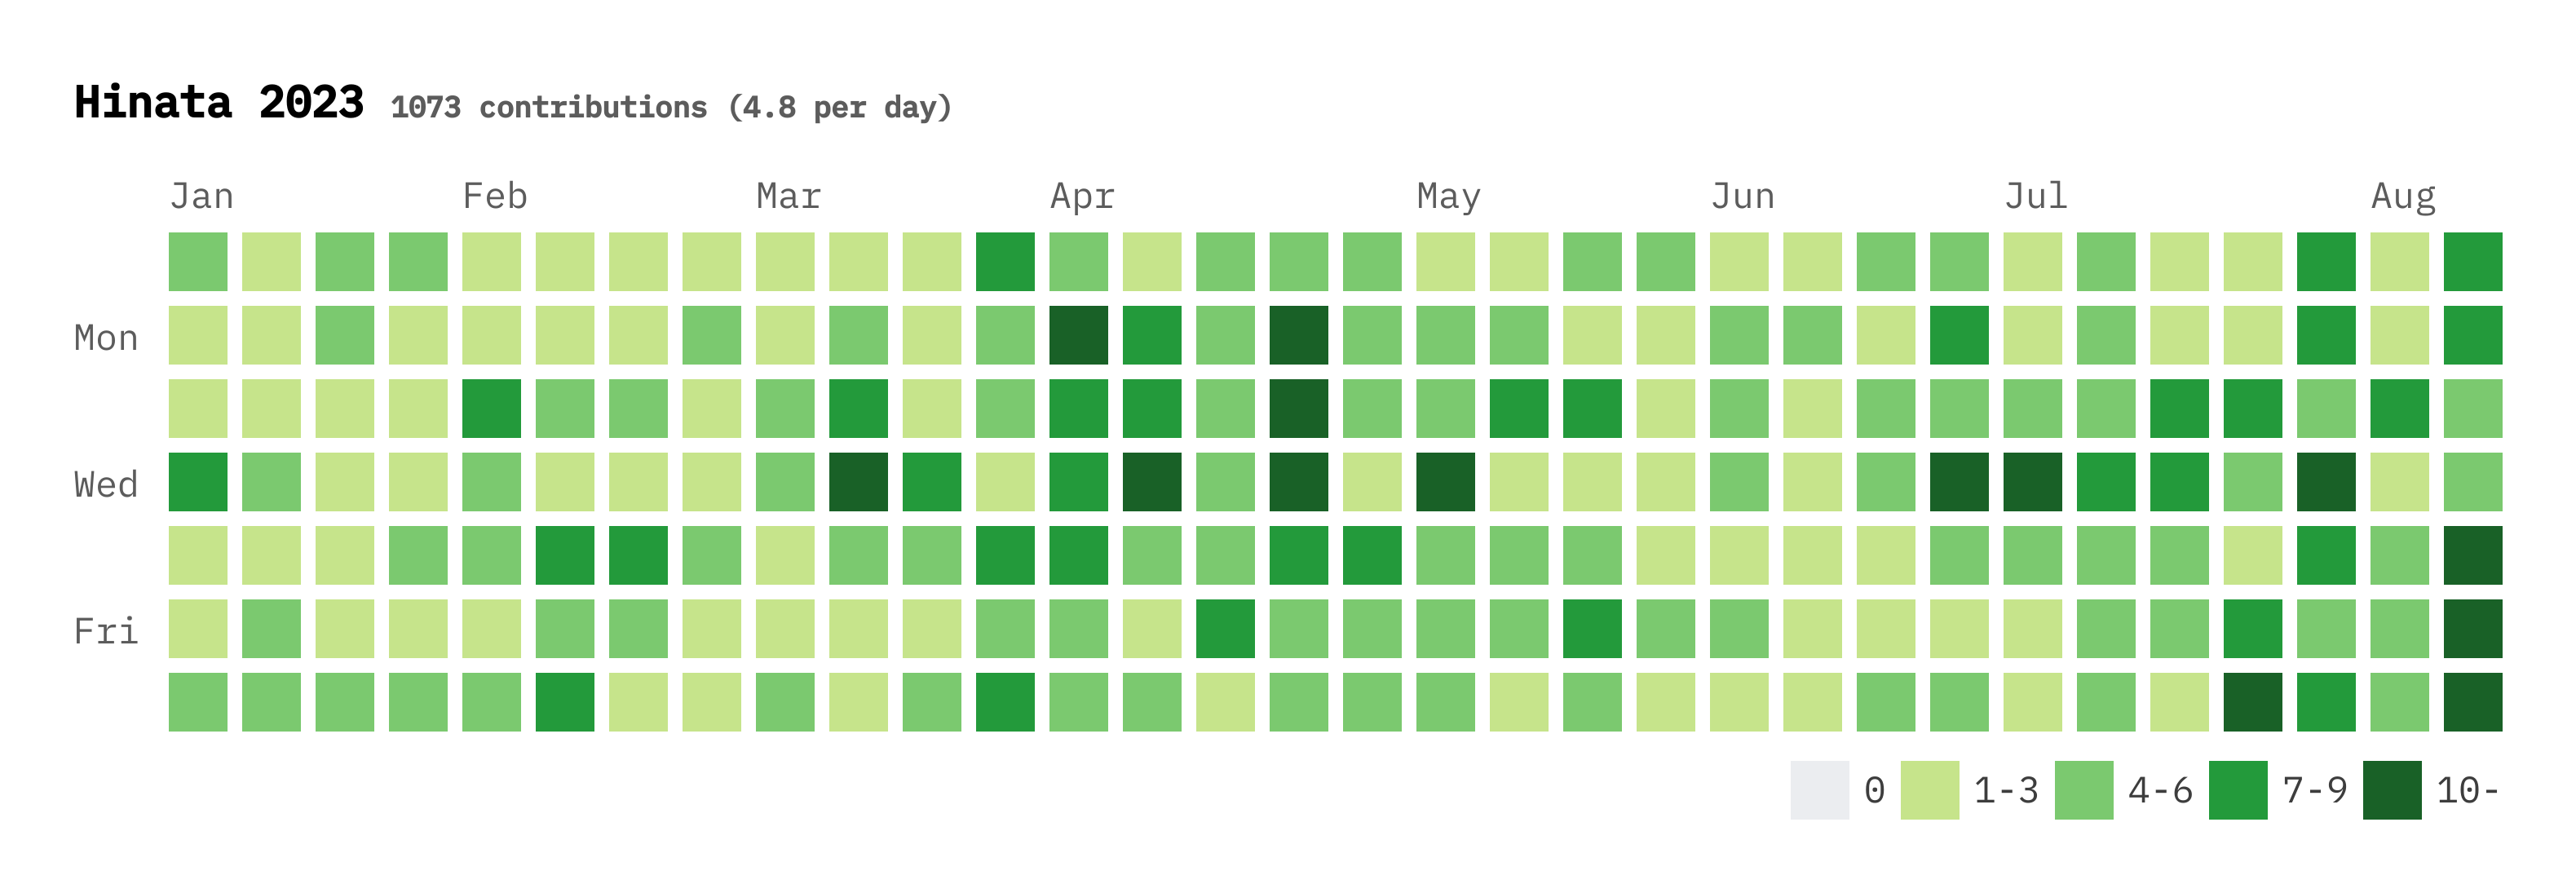 Hinata 2023 1073 contributions (4.8 per day)
Jan Feb Mar Apr May Jun Jul Aug
Mon
Wed
Fri
0 1-3 4-6 7-9 10-